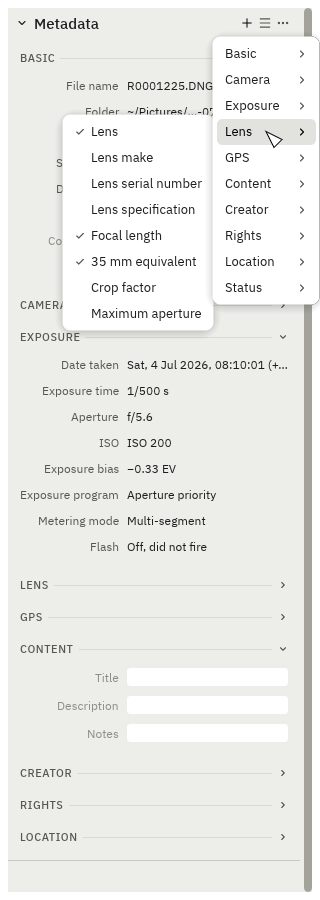 Metadata
BASIC
File name R0001225.DNG
Folder ~/Pictures/...-07
Basic
Camera
Exposure
Lens
GPS
Content
Creator
Rights
Location
Status
Lens
Lens make
Lens serial number
Lens specification
Focal length
35 mm equivalent
Crop factor
Maximum aperture
EXPOSURE
Date taken Sat, 4 Jul 2026, 08:10:01 (+...
Exposure time 1/500 s
Aperture f/5.6
ISO ISO 200
Exposure bias −0.33 EV
Exposure program Aperture priority
Metering mode Multi-segment
Flash Off, did not fire
LENS
GPS
CONTENT
Title
Description
Notes
CREATOR
RIGHTS
LOCATION